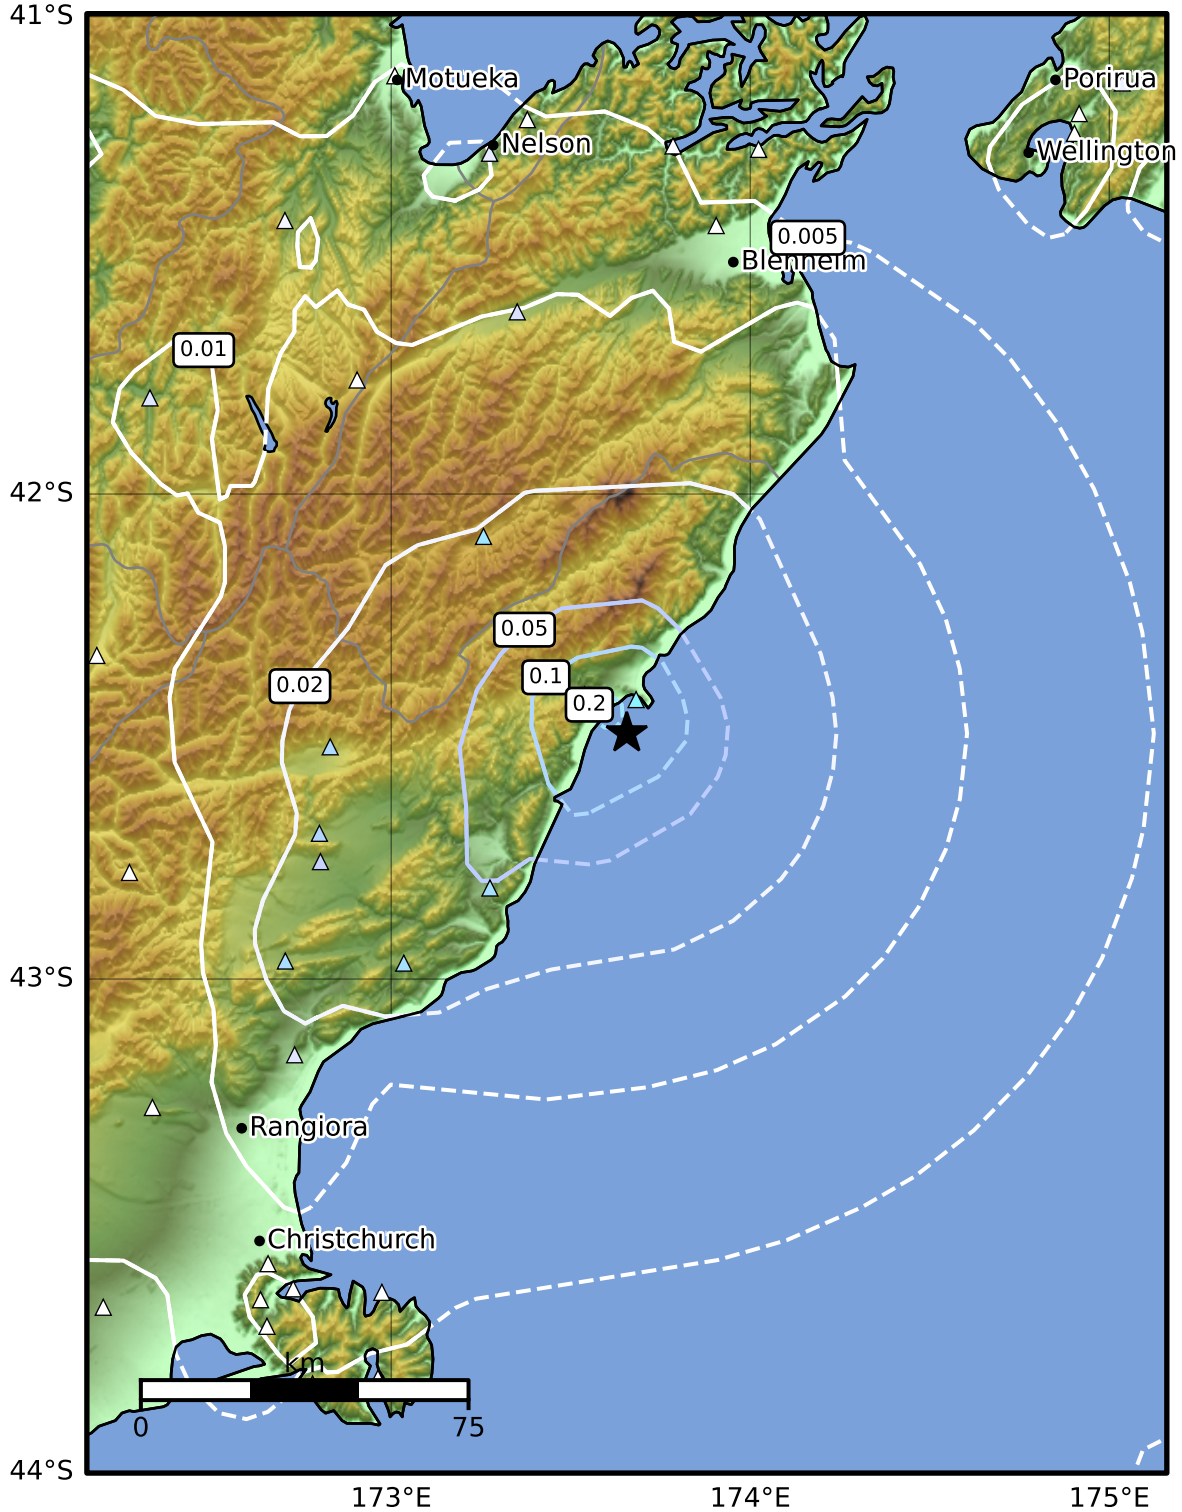 41°S
Motueka
Porirua
Nelson
Wellington
0.005
Blenheim
0.01
42°S
0.05
0.1
0.02
0.2
43°S
Rangiora
Christchurch
km
0
75
44°S
173°E
174°E
175°E